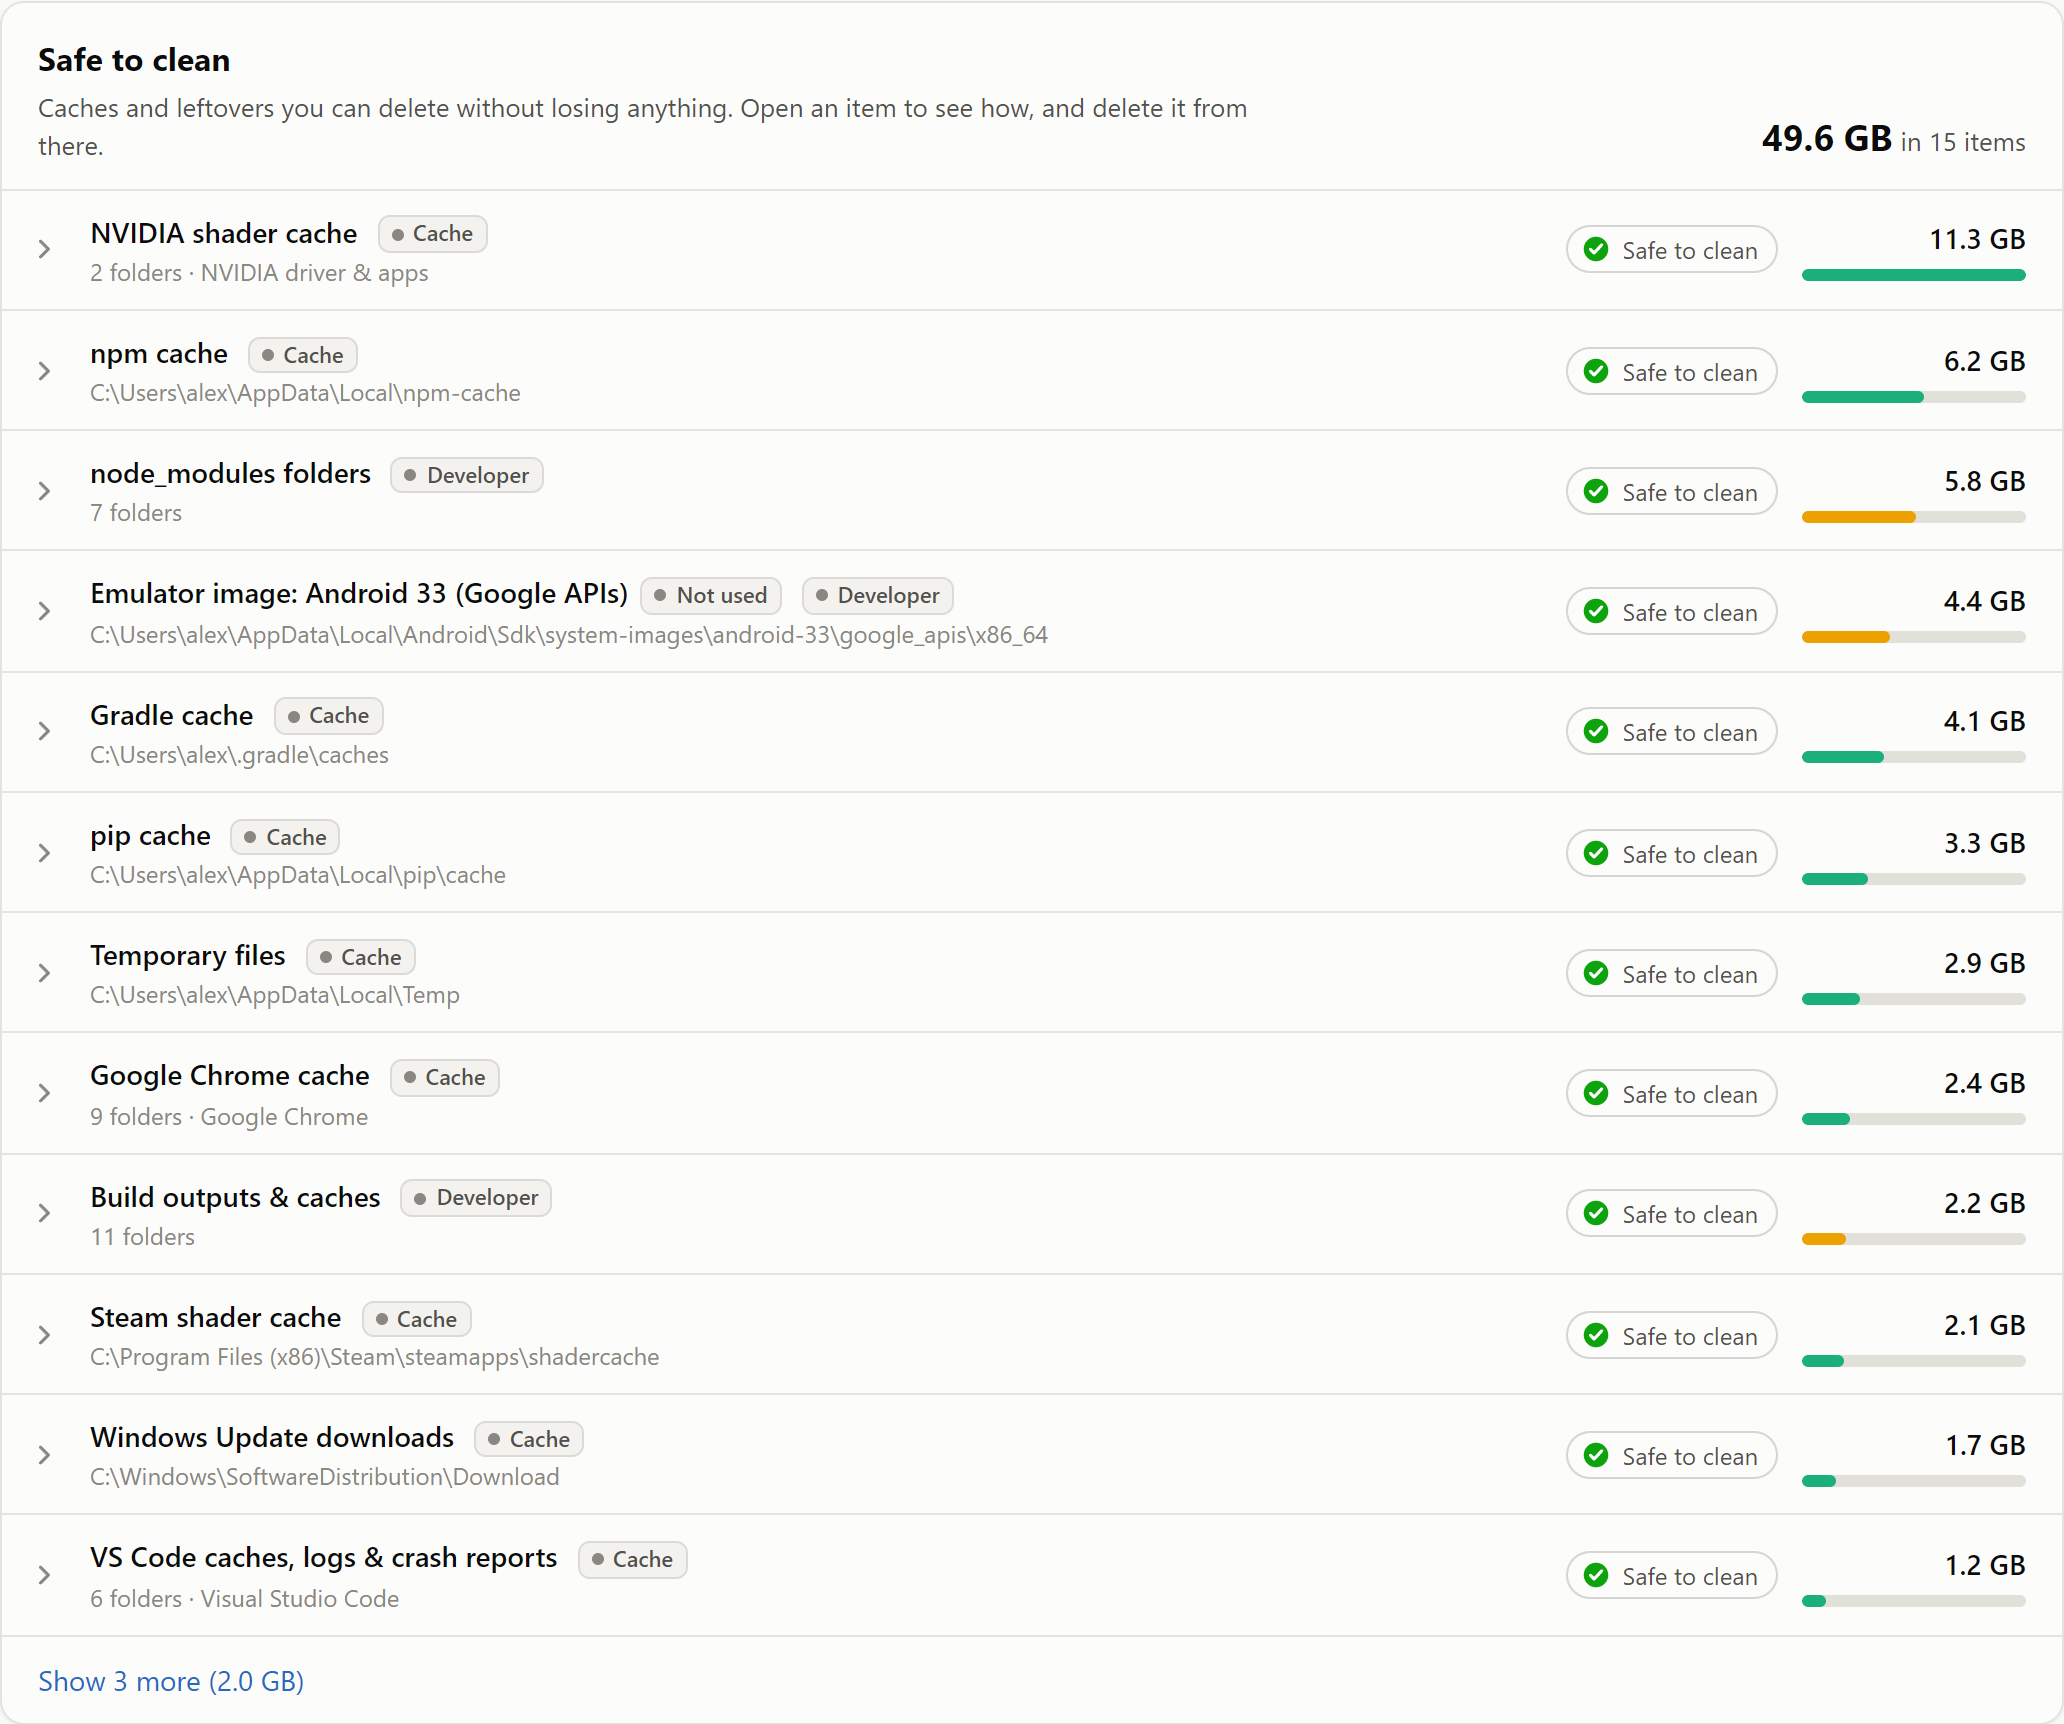 Safe to clean
Caches and leftovers you can delete without losing anything. Open an item to see how, and delete it from
there.
49.6 GB in 15 items
NVIDIA shader cache Cache
2 folders · NVIDIA driver & apps
Safe to clean
11.3 GB
npm cache Cache
C:\Users\alex\AppData\Local\npm-cache
Safe to clean
6.2 GB
node_modules folders Developer
7 folders
Safe to clean
5.8 GB
Emulator image: Android 33 (Google APIs) Not used Developer
C:\Users\alex\AppData\Local\Android\Sdk\system-images\android-33\google_apis\x86_64
Safe to clean
4.4 GB
Gradle cache Cache
C:\Users\alex\.gradle\caches
Safe to clean
4.1 GB
pip cache Cache
C:\Users\alex\AppData\Local\pip\cache
Safe to clean
3.3 GB
Temporary files Cache
C:\Users\alex\AppData\Local\Temp
Safe to clean
2.9 GB
Google Chrome cache Cache
9 folders · Google Chrome
Safe to clean
2.4 GB
Build outputs & caches Developer
11 folders
Safe to clean
2.2 GB
Steam shader cache Cache
C:\Program Files (x86)\Steam\steamapps\shadercache
Safe to clean
2.1 GB
Windows Update downloads Cache
C:\Windows\SoftwareDistribution\Download
Safe to clean
1.7 GB
VS Code caches, logs & crash reports Cache
6 folders · Visual Studio Code
Safe to clean
1.2 GB
Show 3 more (2.0 GB)